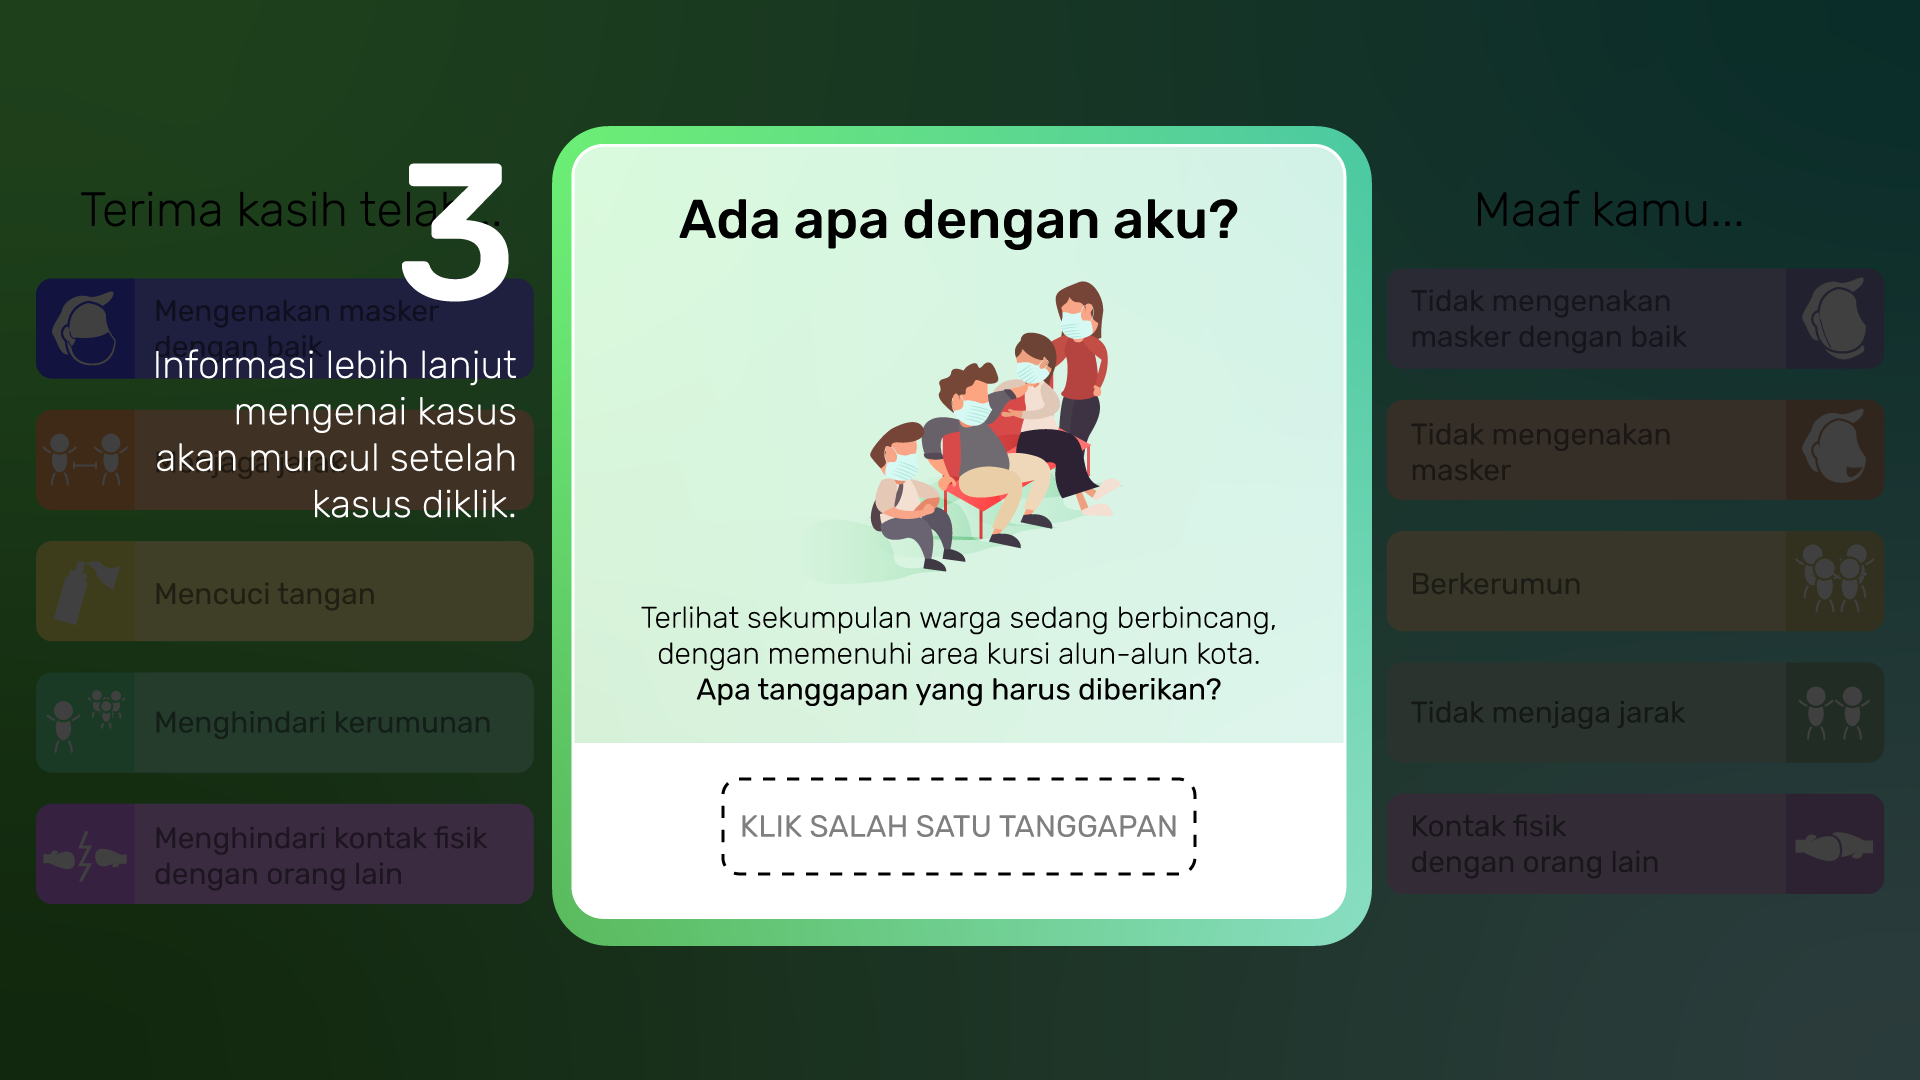 Terima kasih telah...
3
Mengenakan masker
dengan baik
Informasi lebih lanjut
mengenai kasus
akan muncul setelah
kasus diklik.
Menjaga jarak
Mencuci tangan
Menghindari kerumunan
Menghindari kontak fisik
dengan orang lain
Ada apa dengan aku?
Terlihat sekumpulan warga sedang berbincang,
dengan memenuhi area kursi alun-alun kota.
Apa tanggapan yang harus diberikan?
KLIK SALAH SATU TANGGAPAN
Maaf kamu...
Tidak mengenakan
masker dengan baik
Tidak mengenakan
masker
Berkerumun
Tidak menjaga jarak
Kontak fisik
dengan orang lain